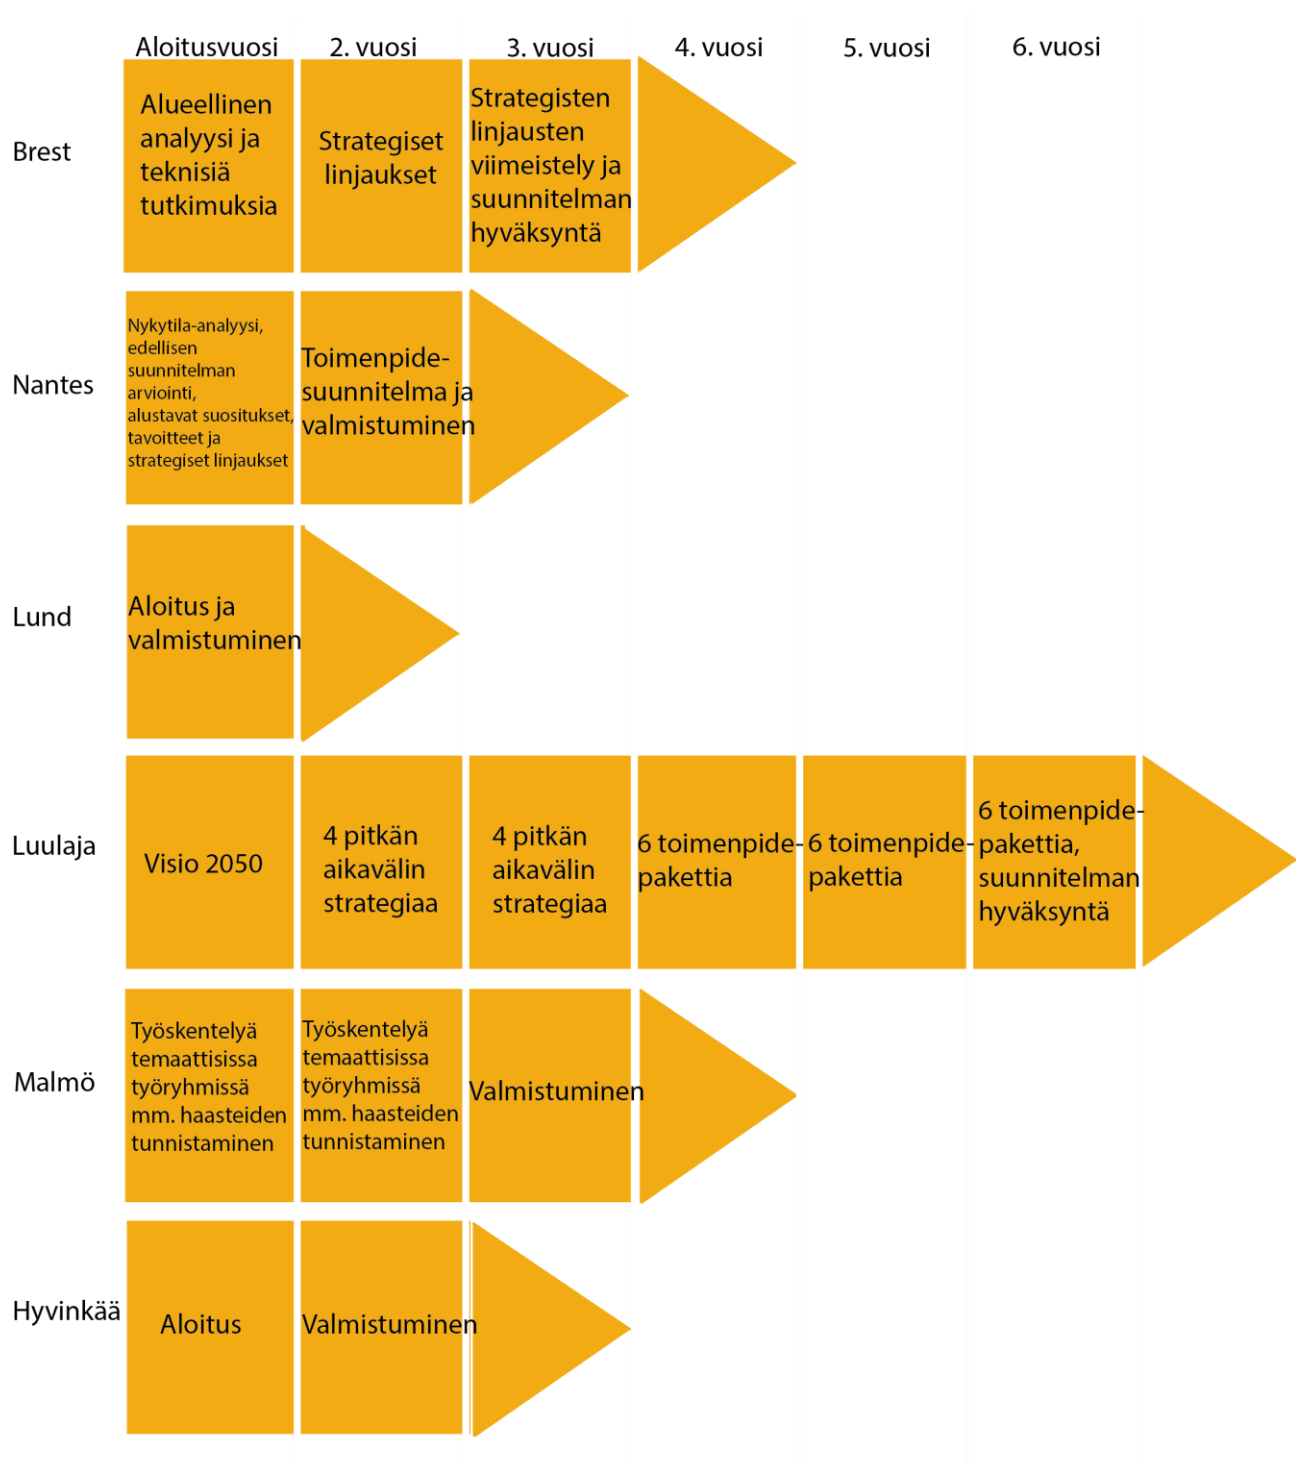 Aloitusvuosi 2. vuosi 3. vuosi 4. vuosi 5. vuosi 6. vuosi
Brest
Alueellinen
analyysi ja
teknisiä
tutkimuksia
Strategiset
linjaukset
Strategisten
linjausten
viimeistely ja
suunnitelman
hyväksyntä
Nantes
Nykytila-analyysi,
edellisen
suunnitelman
arviointi,
alustavat suositukset,
tavoitteet ja
strategiset linjaukset
Toimenpide-
suunnitelma ja
valmistuminen
Lund
Aloitus ja
valmistuminen
Luulaja
Visio 2050
4 pitkän
aikavälin
strategiaa
4 pitkän
aikavälin
strategiaa
6 toimenpide-
pakettia
6 toimenpide-
pakettia
6 toimenpide-
pakettia,
suunnitelman
hyväksyntä
Malmö
Työskentelyä
temaattisissa
työryhmissä
mm. haasteiden
tunnistaminen
Työskentelyä
temaattisissa
työryhmissä
mm. haasteiden
tunnistaminen
Valmistuminen
Hyvinkää
Aloitus
Valmistuminen